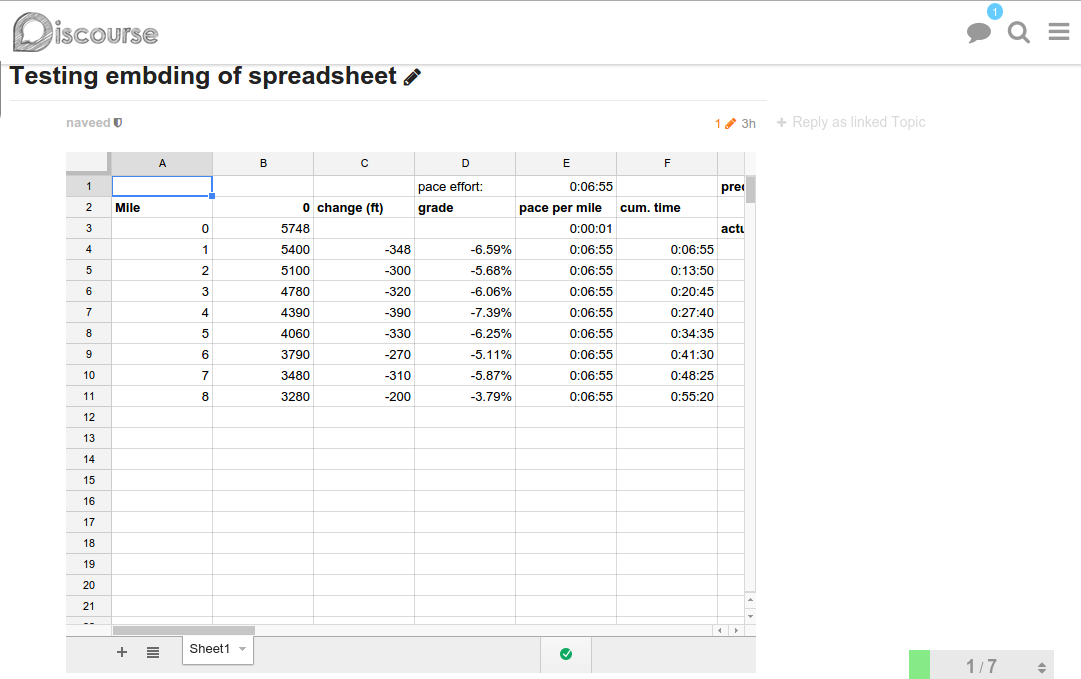 Discourse
1
Testing embding of spreadsheet
naveed 1 3h + Reply as linked Topic
A B C D E F
1 pace effort: 0:06:55
2 Mile 0 change (ft) grade pace per mile cum. time
3 0 5748 0:00:01
4 1 5400 -348 -6.59% 0:06:55 0:06:55
5 2 5100 -300 -5.68% 0:06:55 0:13:50
6 3 4780 -320 -6.06% 0:06:55 0:20:45
7 4 4390 -390 -7.39% 0:06:55 0:27:40
8 5 4060 -330 -6.25% 0:06:55 0:34:35
9 6 3790 -270 -5.11% 0:06:55 0:41:30
10 7 3480 -310 -5.87% 0:06:55 0:48:25
11 8 3280 -200 -3.79% 0:06:55 0:55:20
12
13
14
15
16
17
18
19
20
21
+ Sheet1
1 / 7